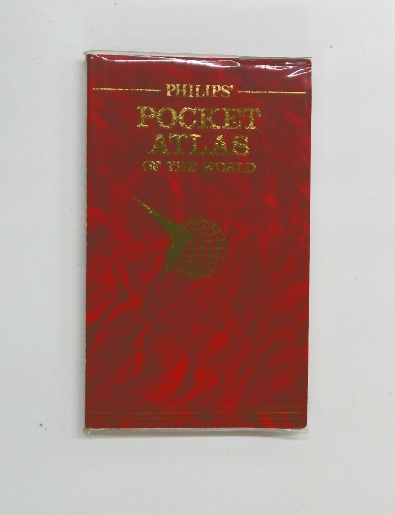 PHILIPS'
POCKET
ATLAS
OF THE WORLD